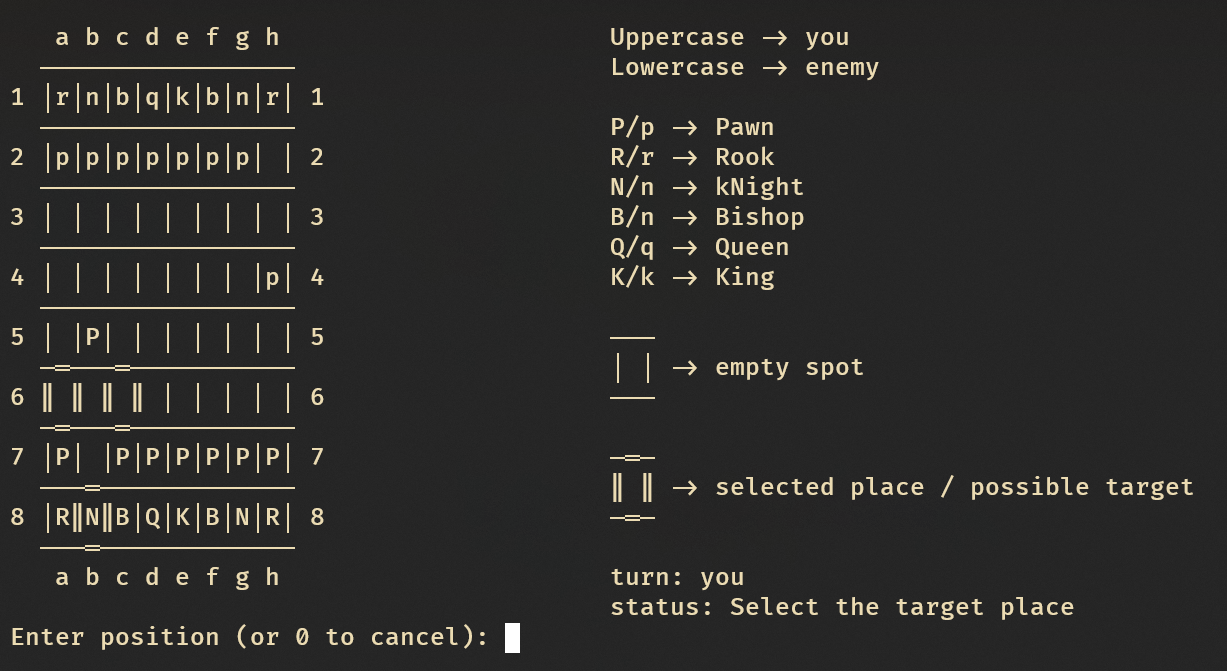 a b c d e f g h
1 |r|n|b|q|k|b|n|r| 1
2 |p|p|p|p|p|p|p| | 2
3 | | | | | | | | | 3
4 | | | | | | | |p| 4
5 | |P| | | | | | | 5
6 ‖ ‖ ‖ ‖ | | | | | 6
7 |P| |P|P|P|P|P|P| 7
8 |R‖N‖B|Q|K|B|N|R| 8
a b c d e f g h
Enter position (or 0 to cancel):
Uppercase → you
Lowercase → enemy
P/p → Pawn
R/r → Rook
N/n → kNight
B/n → Bishop
Q/q → Queen
K/k → King
| | → empty spot
‖ ‖ → selected place / possible target
turn: you
status: Select the target place